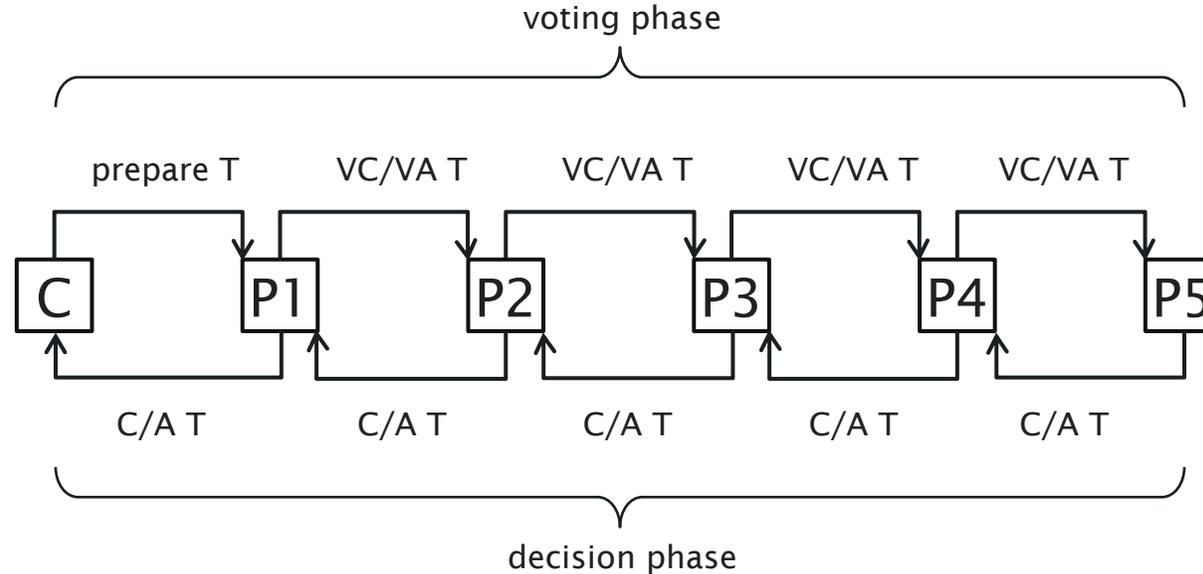 voting phase
prepare T VC/VA T VC/VA T VC/VA T VC/VA T
C P1 P2 P3 P4 P5
C/A T C/A T C/A T C/A T C/A T
decision phase